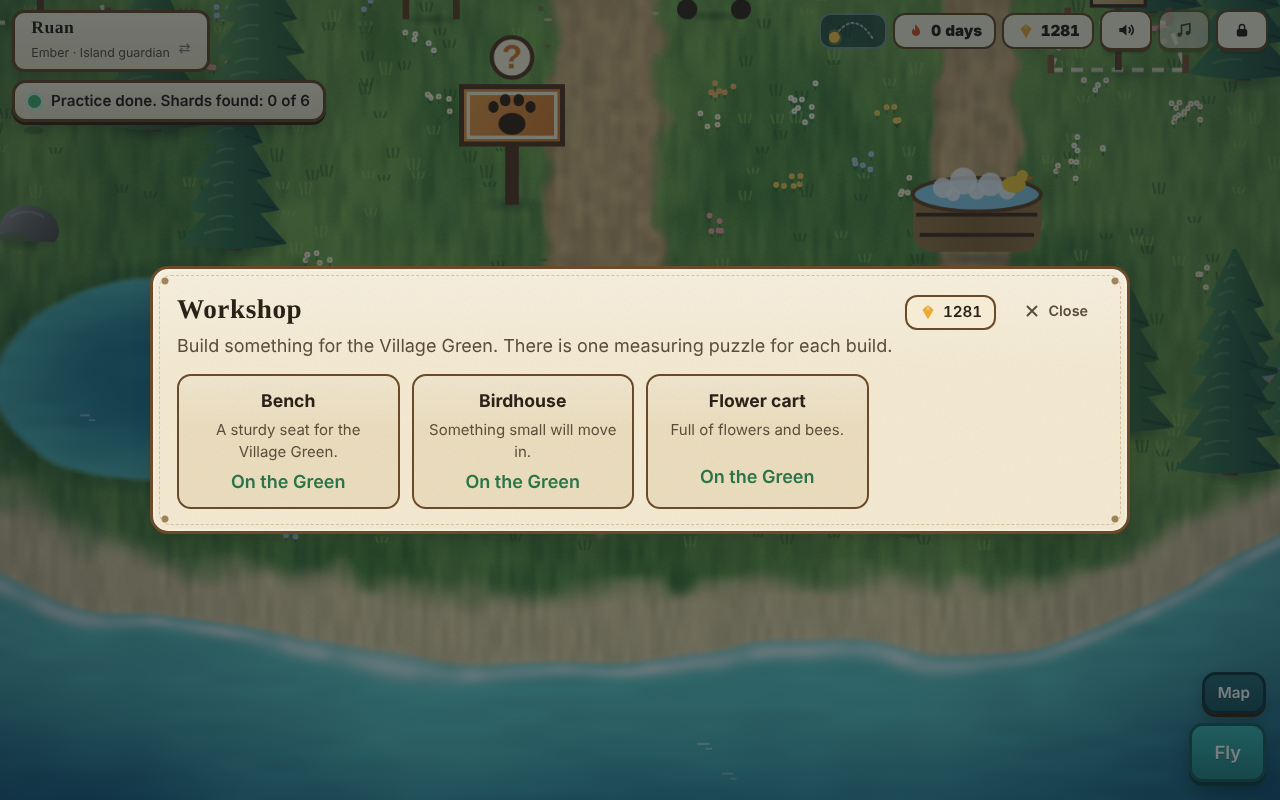 Ruan
Ember · Island guardian
Practice done. Shards found: 0 of 6
?
0 days
1281
Workshop
1281
Close
Build something for the Village Green. There is one measuring puzzle for each build.
Bench
A sturdy seat for the
Village Green.
On the Green
Birdhouse
Something small will move
in.
On the Green
Flower cart
Full of flowers and bees.
On the Green
Map
Fly